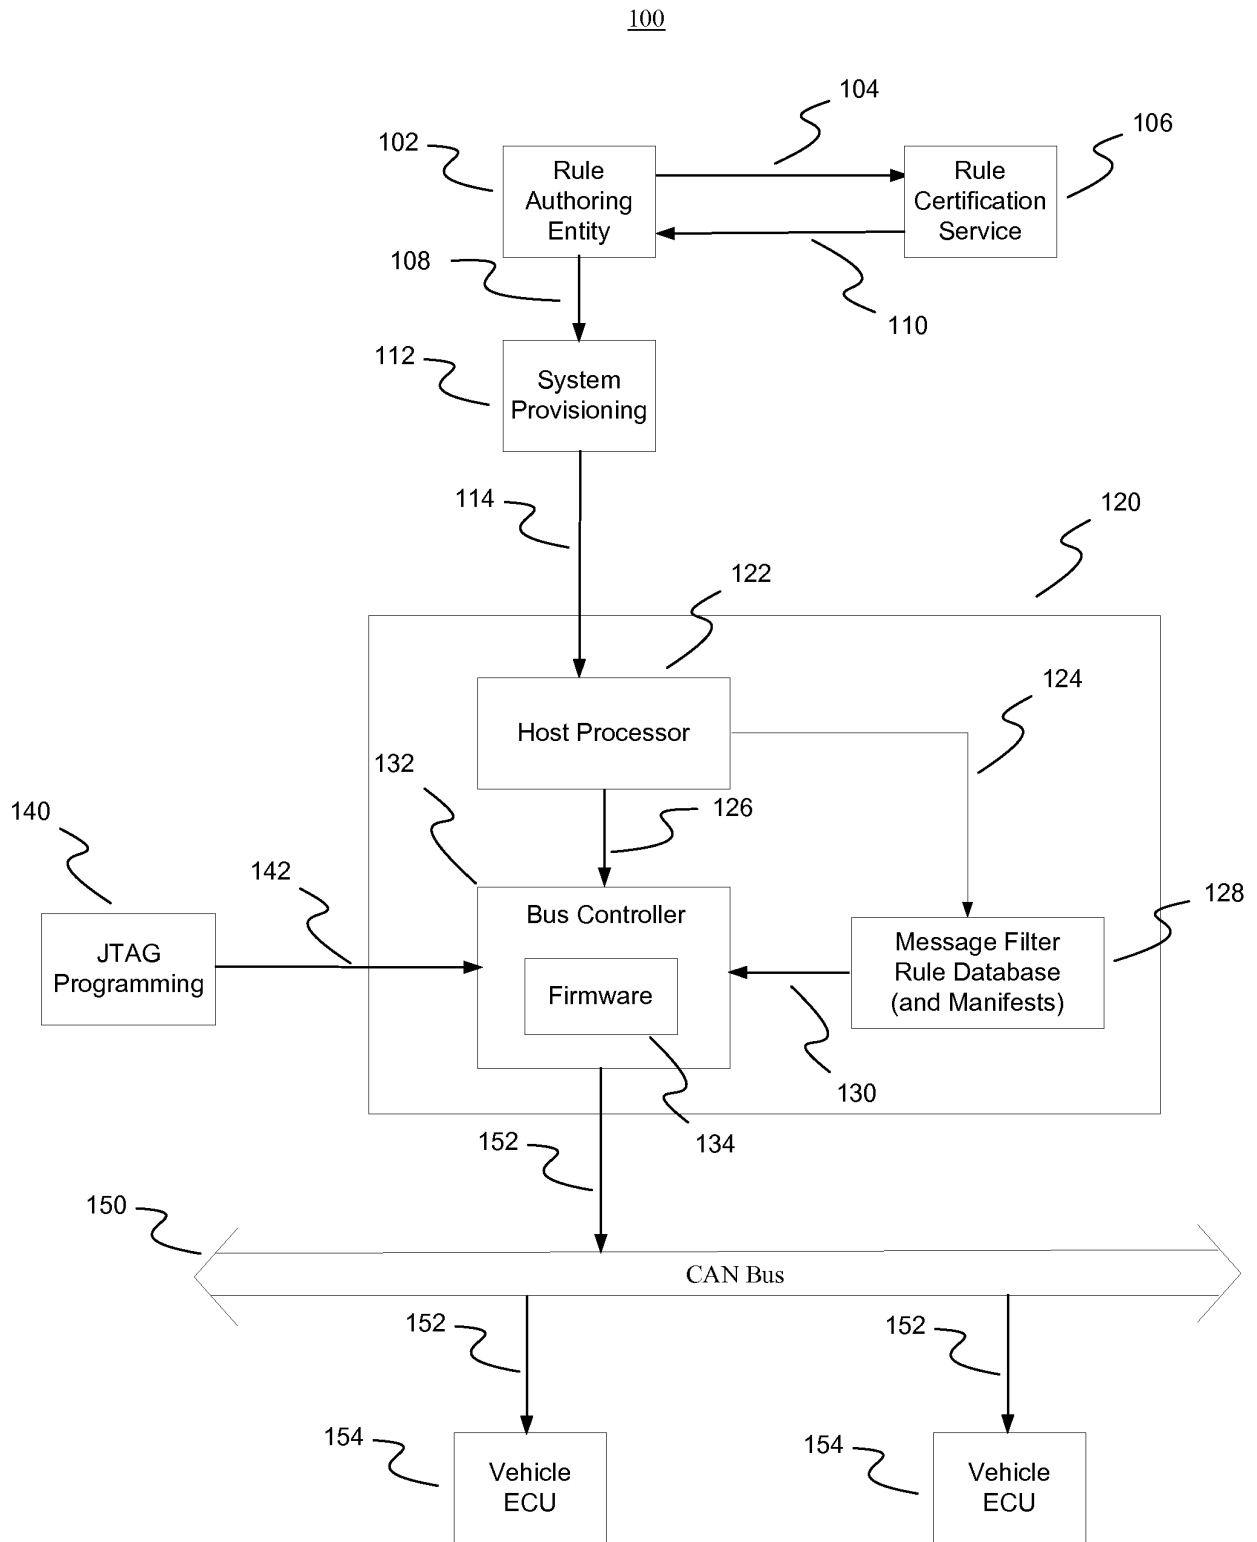 100
104
106
102
Rule
Authoring
Entity
Rule
Certification
Service
108
110
112
System
Provisioning
114
120
122
124
Host Processor
132
126
140
142
128
Bus Controller
JTAG
Programming
Message Filter
Rule Database
(and Manifests)
Firmware
130
134
152
150
CAN Bus
152
152
154
154
Vehicle
ECU
Vehicle
ECU